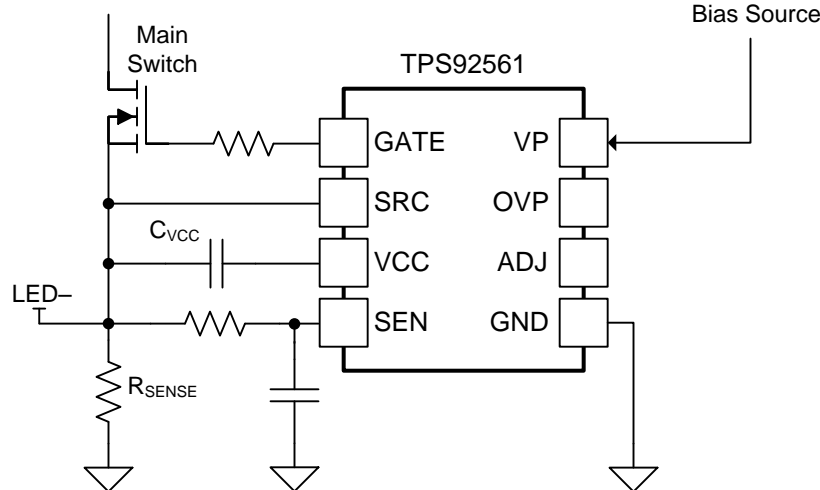 Bias Source
Main
Switch
TPS92561
GATE
VP
SRC
OVP
CVCC
VCC
ADJ
LED–
SEN
GND
RSENSE